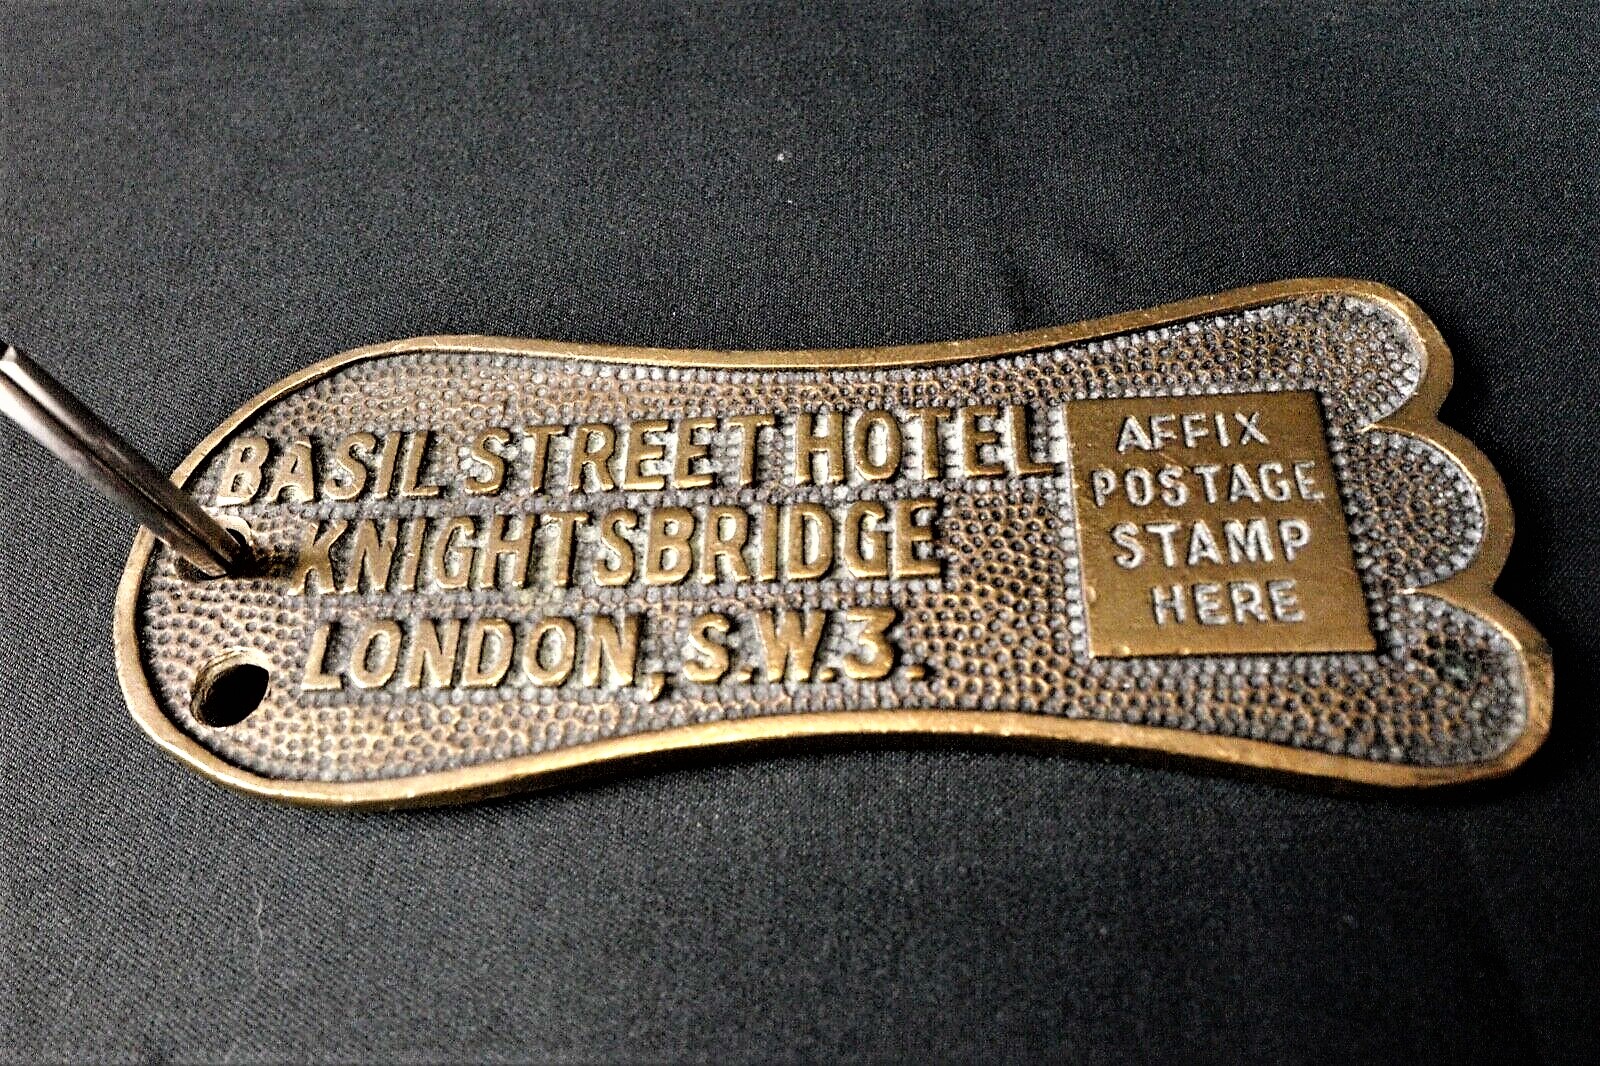 BASIL STREET HOTEL
KNIGHTSBRIDGE
LONDON, S.W.3.
AFFIX
POSTAGE
STAMP
HERE